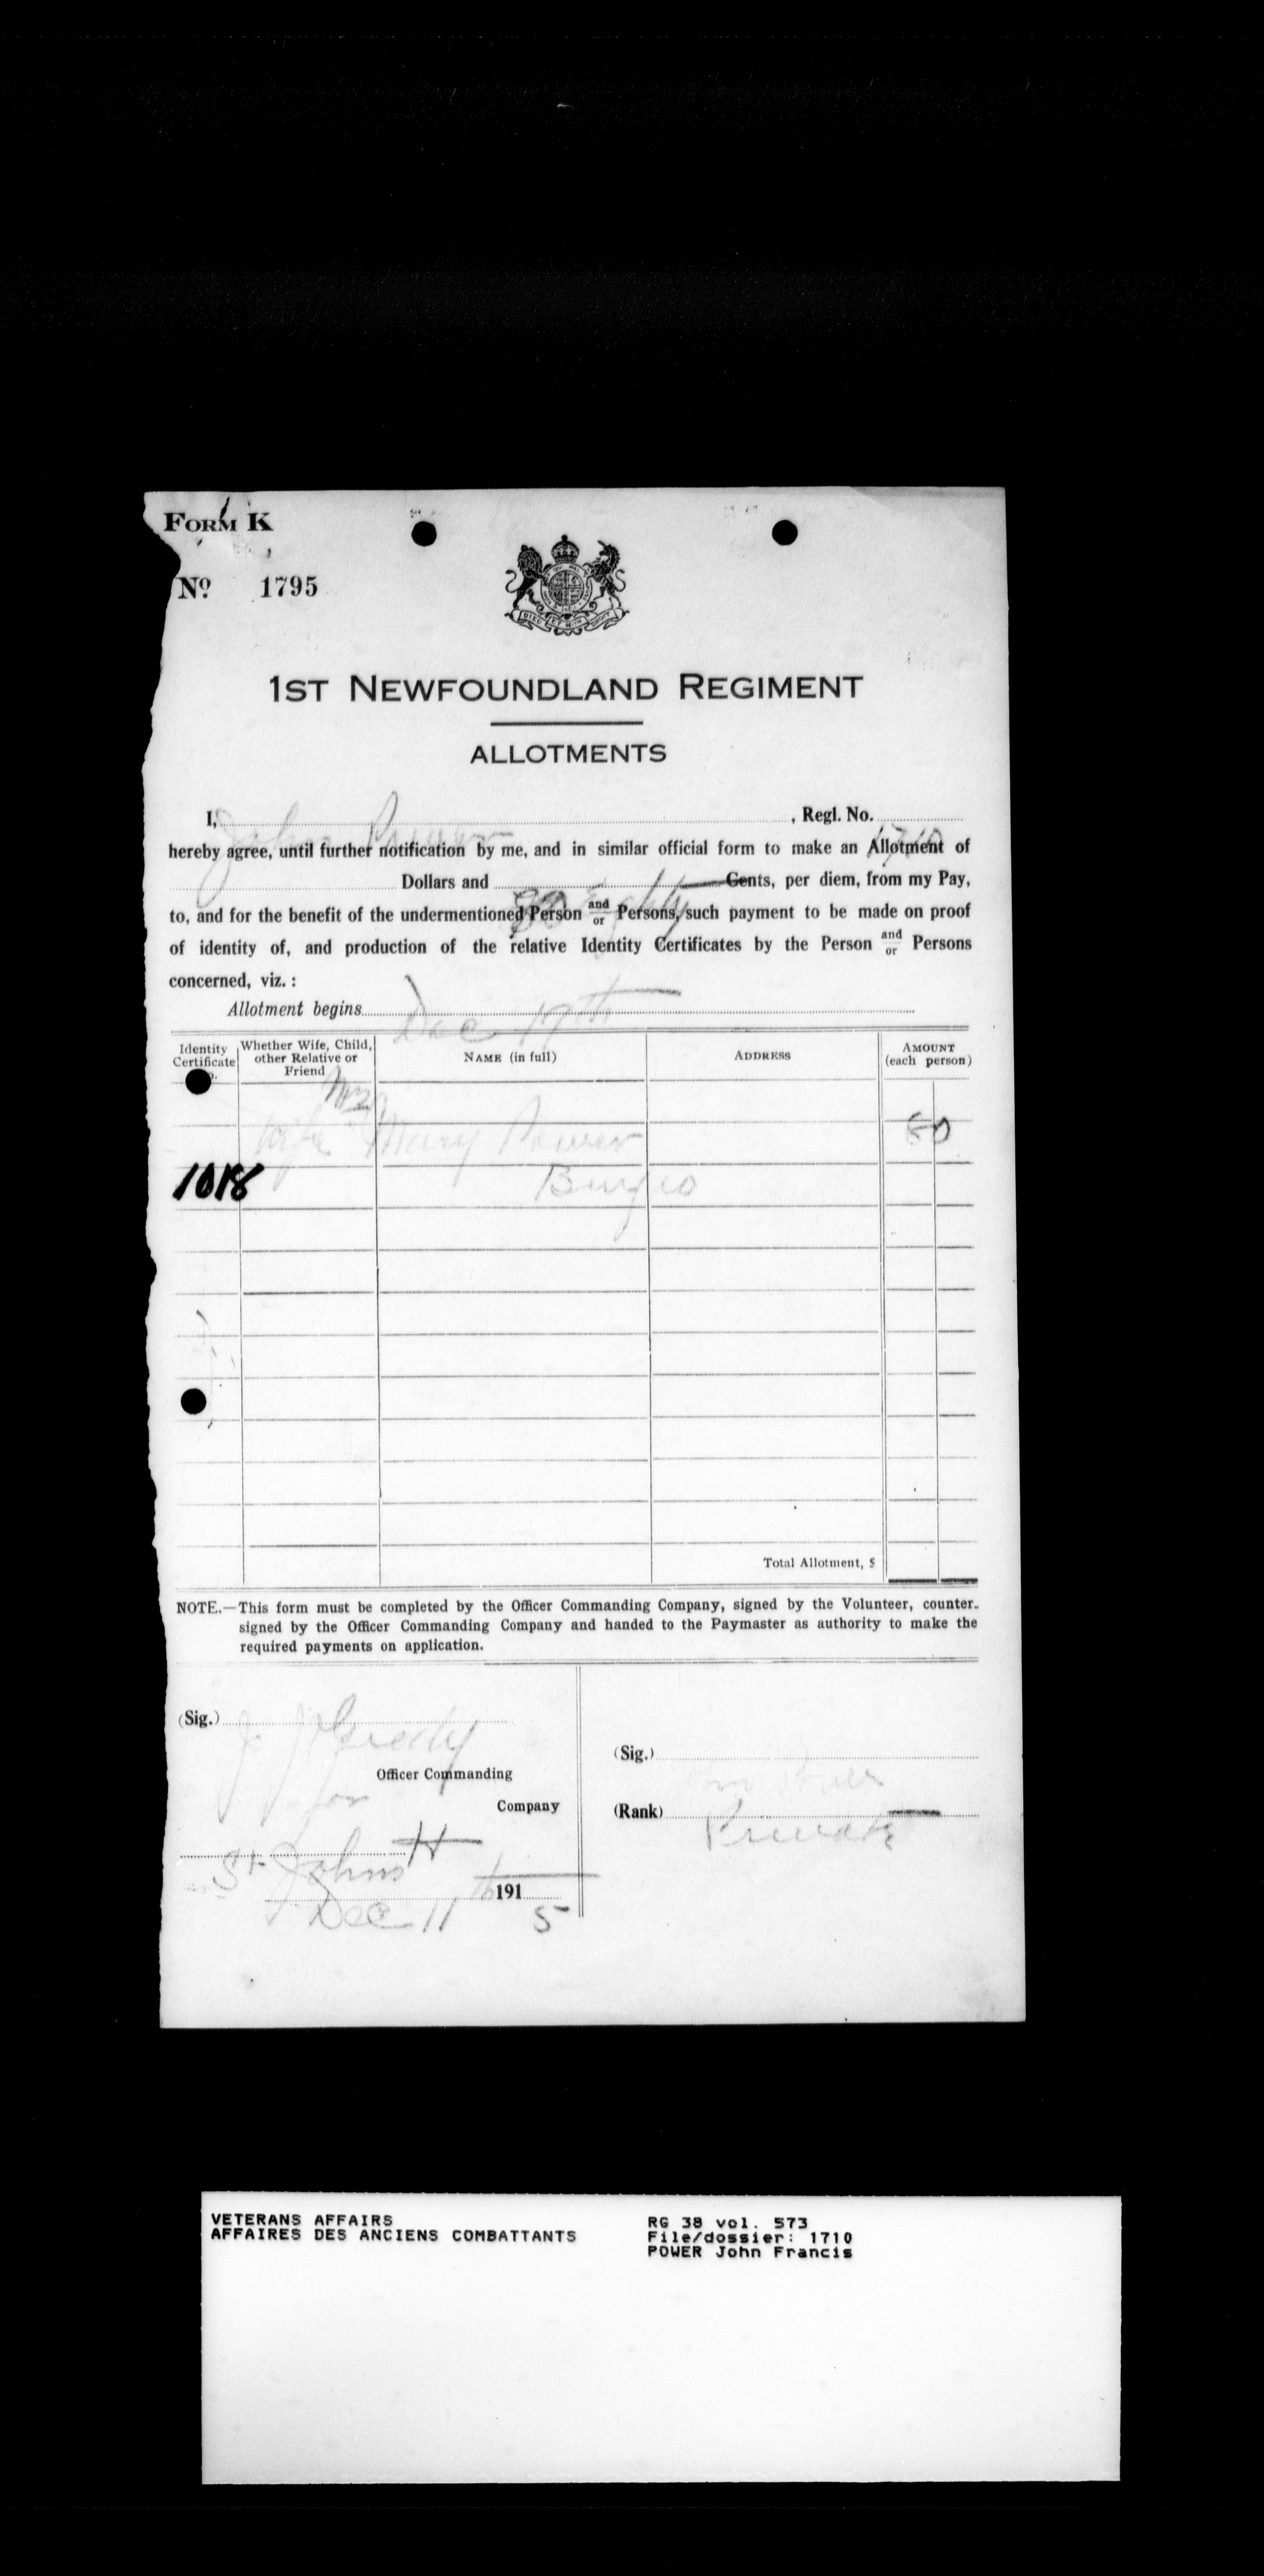 FORM K
No. 1795
1ST NEWFOUNDLAND REGIMENT
ALLOTMENTS
I, John Power, Regl. No. 1710
hereby agree, until further notification by me, and in similar official form to make an Allotment of
Dollars and 80 Eighty Cents, per diem, from my Pay,
to, and for the benefit of the undermentioned Person and/or Persons, such payment to be made on proof
of identity of, and production of the relative Identity Certificates by the Person and/or Persons
concerned, viz. :
Allotment begins Dec 17th
Identity Certificate Whether Wife, Child, other Relative or Friend NAME (in full) ADDRESS AMOUNT (each person)
Wife Mrs Mary Power 80
1018 Burgeo
Total Allotment, $
NOTE.—This form must be completed by the Officer Commanding Company, signed by the Volunteer, counter-
signed by the Officer Commanding Company and handed to the Paymaster as authority to make the
required payments on application.
(Sig.) J J
Officer Commanding
for Company
H
St Johns
Dec 11th 1915
(Sig.) Power
(Rank) Private
VETERANS AFFAIRS
AFFAIRES DES ANCIENS COMBATTANTS
RG 38 vol. 573
File/dossier: 1710
POWER John Francis